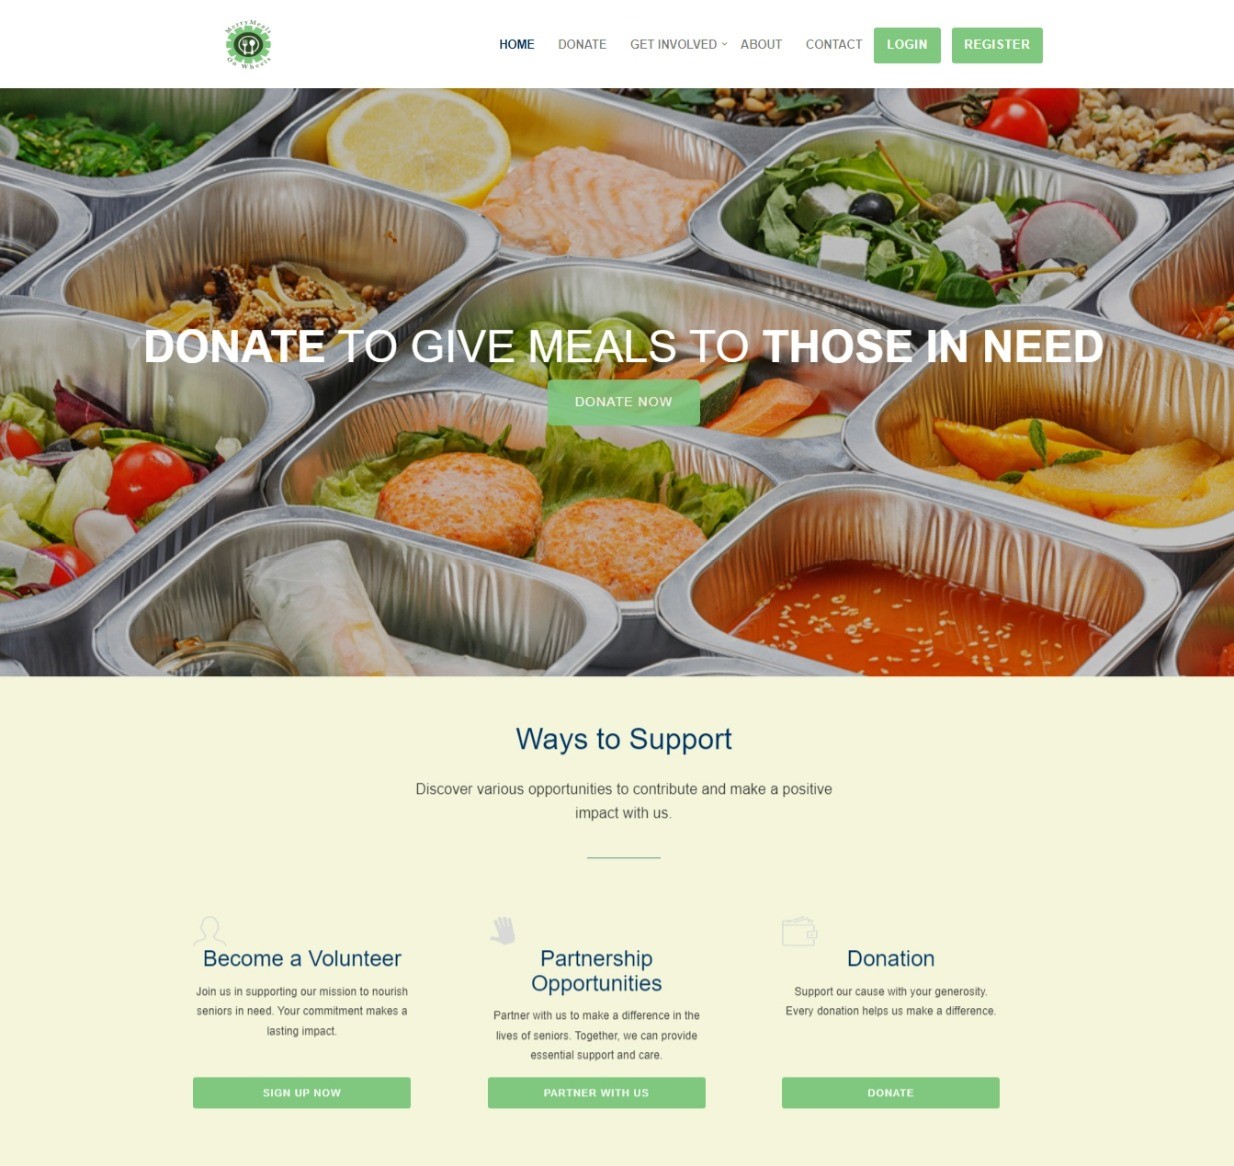 MerryMeals
On Wheels
HOME
DONATE
GET INVOLVED
ABOUT
CONTACT
LOGIN
REGISTER
DONATE TO GIVE MEALS TO THOSE IN NEED
DONATE NOW
Ways to Support
Discover various opportunities to contribute and make a positive
impact with us.
Become a Volunteer
Join us in supporting our mission to nourish
seniors in need. Your commitment makes a
lasting impact.
SIGN UP NOW
Partnership
Opportunities
Partner with us to make a difference in the
lives of seniors. Together, we can provide
essential support and care.
PARTNER WITH US
Donation
Support our cause with your generosity.
Every donation helps us make a difference.
DONATE